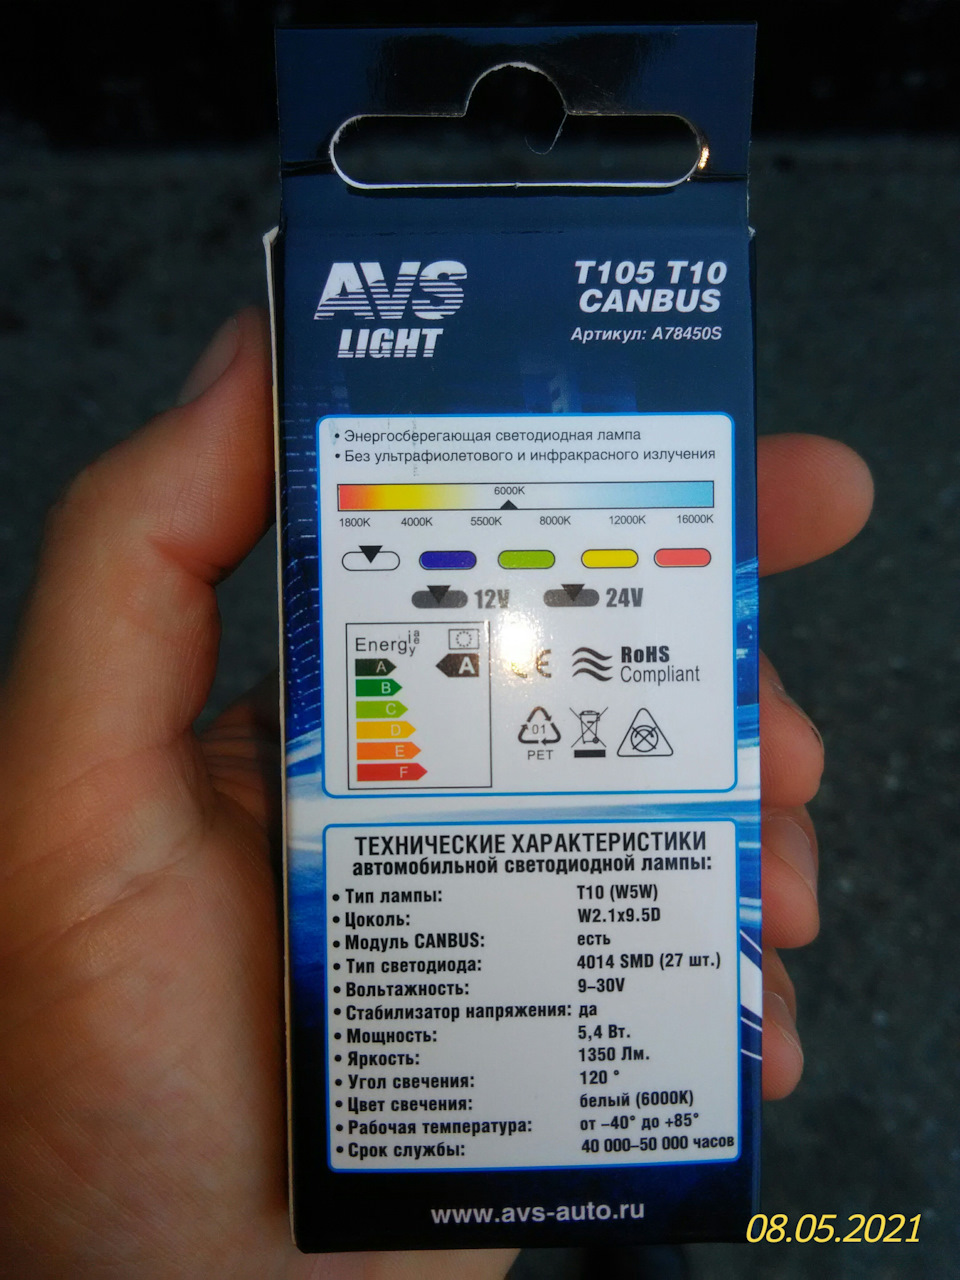 AVS
LIGHT
T105 T10
CANBUS
Артикул: A78450S
• Энергосберегающая светодиодная лампа
• Без ультрафиолетового и инфракрасного излучения
6000K
1800K 4000K 5500K 8000K 12000K 16000K
12V 24V
Energi
y
a
e
A A
B
C
D
E
F
CE
RoHS
Compliant
01
PET
ТЕХНИЧЕСКИЕ ХАРАКТЕРИСТИКИ
автомобильной светодиодной лампы:
• Тип лампы: T10 (W5W)
• Цоколь: W2.1x9.5D
• Модуль CANBUS: есть
• Тип светодиода: 4014 SMD (27 шт.)
• Вольтажность: 9–30V
• Стабилизатор напряжения: да
• Мощность: 5,4 Вт.
• Яркость: 1350 Лм.
• Угол свечения: 120 °
• Цвет свечения: белый (6000K)
• Рабочая температура: от –40° до +85°
• Срок службы: 40 000–50 000 часов
www.avs-auto.ru
08.05.2021